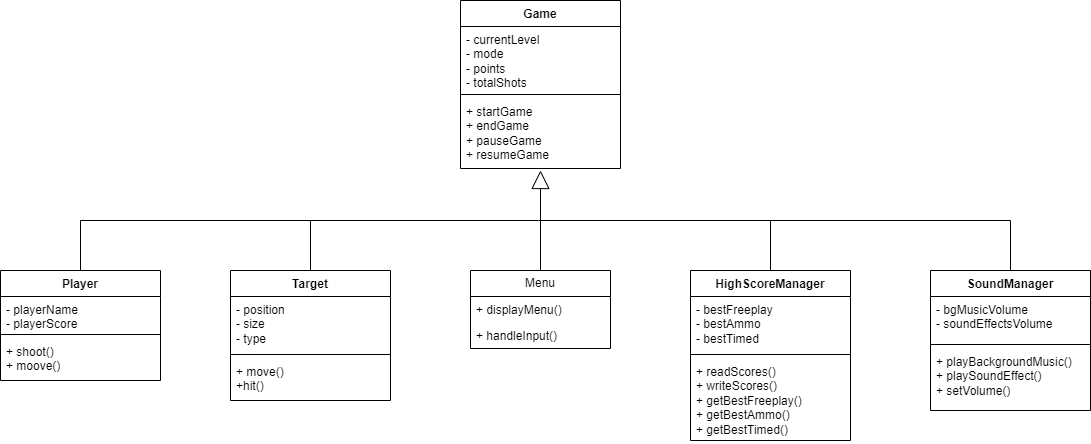 Game
- currentLevel
- mode
- points
- totalShots
+ startGame
+ endGame
+ pauseGame
+ resumeGame
Player
- playerName
- playerScore
+ shoot()
+ moove()
Target
- position
- size
- type
+ move()
+hit()
Menu
+ displayMenu()
+ handleInput()
HighScoreManager
- bestFreeplay
- bestAmmo
- bestTimed
+ readScores()
+ writeScores()
+ getBestFreeplay()
+ getBestAmmo()
+ getBestTimed()
SoundManager
- bgMusicVolume
- soundEffectsVolume
+ playBackgroundMusic()
+ playSoundEffect()
+ setVolume()